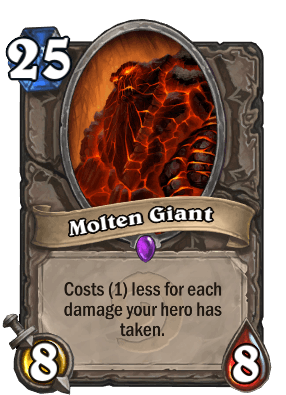 25
Molten Giant
Costs (1) less for each
damage your hero has
taken.
8
8